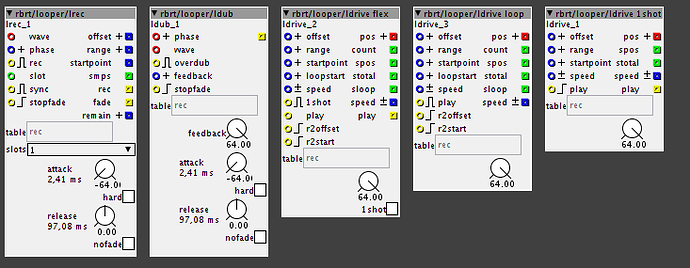 rbrt/looper/lrec
lrec_1
wave offset +
+ phase range +
rec startpoint
slot smps
sync rec
stopfade fade
remain +
table rec
slots 1
attack
2,41 ms
-64.00
hard
release
97,08 ms
0.00
nofade
rbrt/looper/ldub
ldub_1
+ phase
wave
overdub
+ feedback
stopfade
table rec
feedback
64.00
attack
2,41 ms
-64.00
hard
release
97,08 ms
0.00
nofade
rbrt/looper/ldrive flex
ldrive_2
+ offset pos +
+ range count
+ startpoint spos
+ loopstart stotal
± speed sloop
1shot speed ±
play play
r2offset
r2start
table rec
64.00
1shot
rbrt/looper/ldrive loop
ldrive_3
+ offset pos +
+ range count
+ startpoint spos
+ loopstart stotal
± speed sloop
play speed ±
r2offset play
r2start
table rec
64.00
rbrt/looper/ldrive 1shot
ldrive_1
+ offset pos +
+ range count
+ startpoint spos
± speed stotal
± speed ±
play play
table rec
64.00